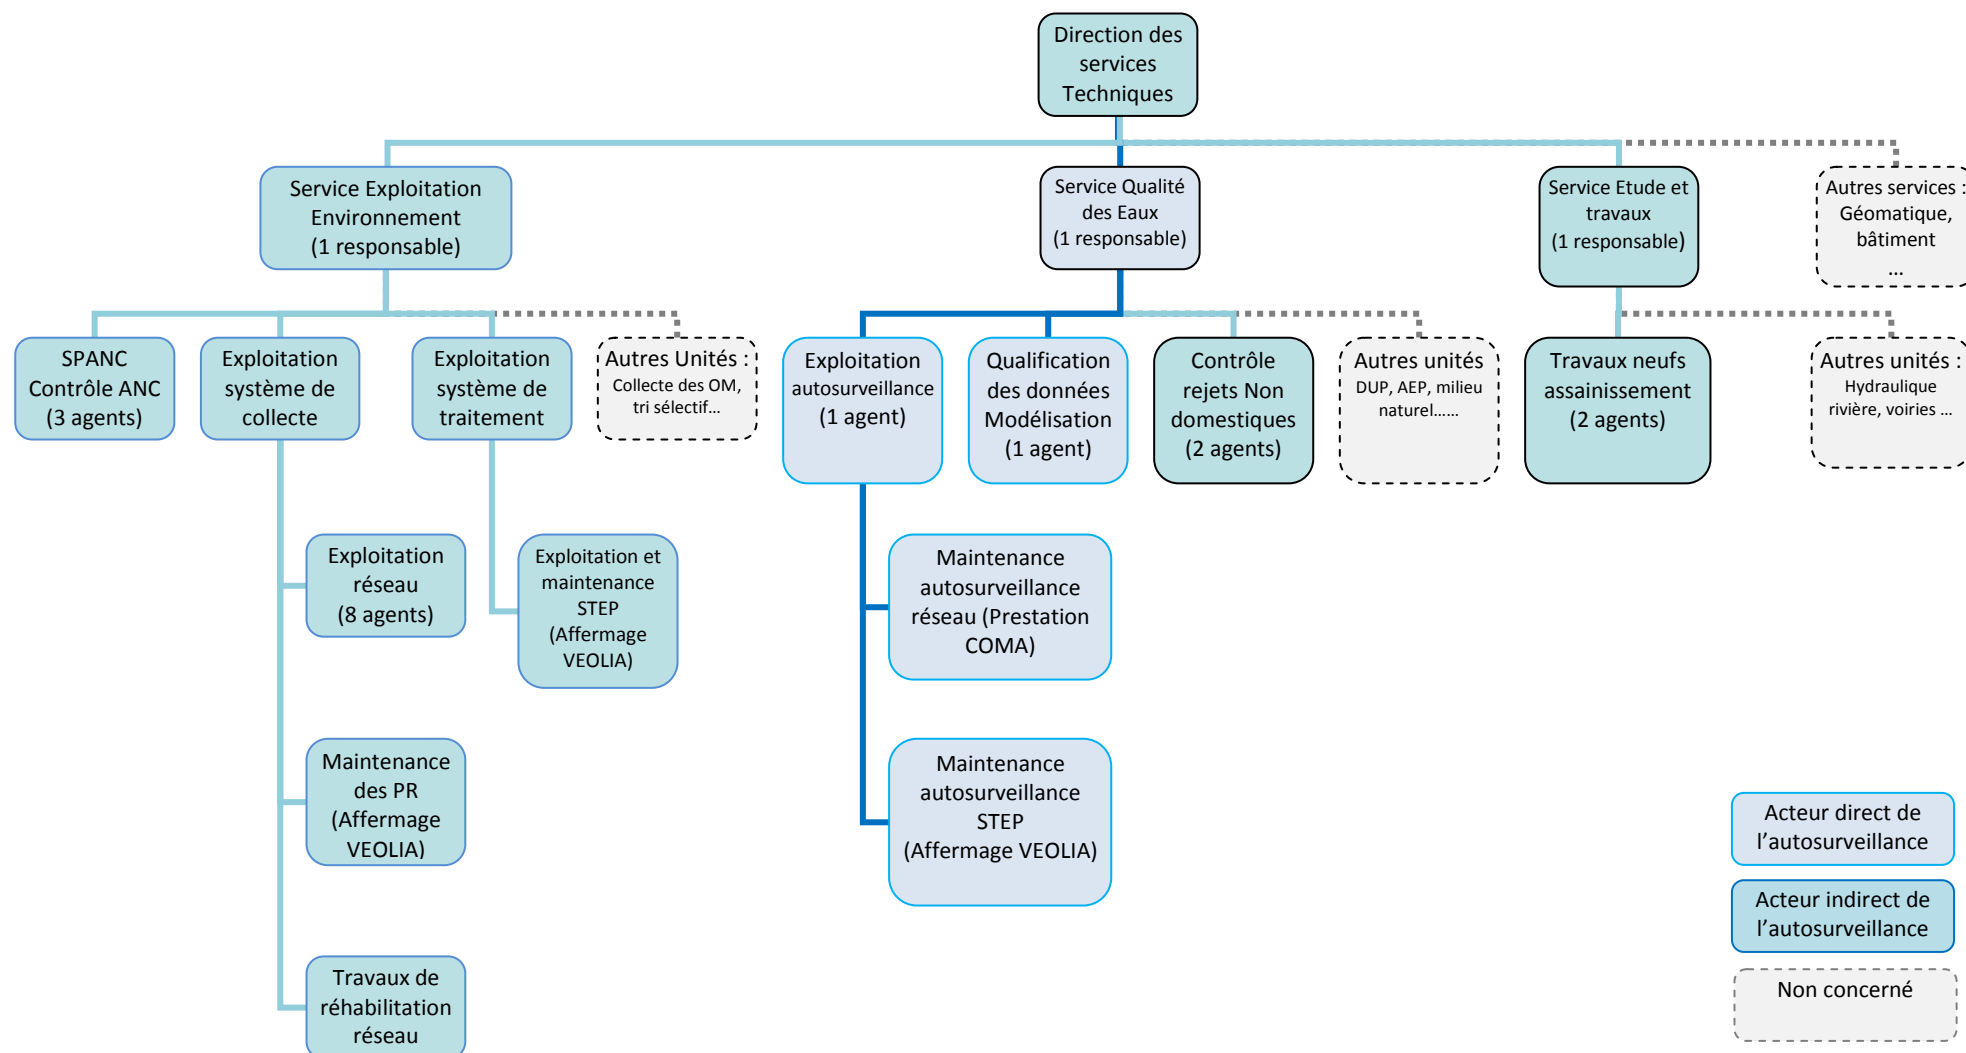 Direction des
services
Techniques
Service Exploitation
Environnement
(1 responsable)
Service Qualité
des Eaux
(1 responsable)
Service Etude et
travaux
(1 responsable)
Autres services :
Géomatique,
bâtiment
...
SPANC
Contrôle ANC
(3 agents)
Exploitation
système de
collecte
Exploitation
système de
traitement
Autres Unités :
Collecte des OM,
tri sélectif…
Exploitation
autosurveillance
(1 agent)
Qualification
des données
Modélisation
(1 agent)
Contrôle
rejets Non
domestiques
(2 agents)
Autres unités
DUP, AEP, milieu
naturel……
Travaux neufs
assainissement
(2 agents)
Autres unités :
Hydraulique
rivière, voiries …
Exploitation
réseau
(8 agents)
Exploitation et
maintenance
STEP
(Affermage
VEOLIA)
Maintenance
autosurveillance
réseau (Prestation
COMA)
Maintenance
des PR
(Affermage
VEOLIA)
Maintenance
autosurveillance
STEP
(Affermage VEOLIA)
Travaux de
réhabilitation
réseau
Acteur direct de
l’autosurveillance
Acteur indirect de
l’autosurveillance
Non concerné